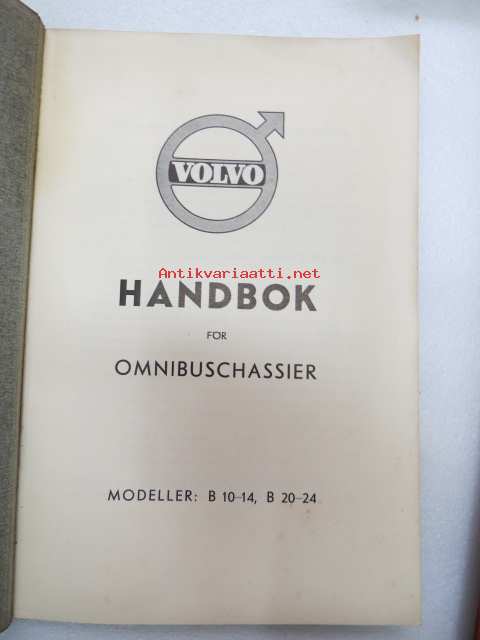 VOLVO
Antikvariaatti.net
HANDBOK
FÖR
OMNIBUSCHASSIER
MODELLER: B 10-14, B 20-24